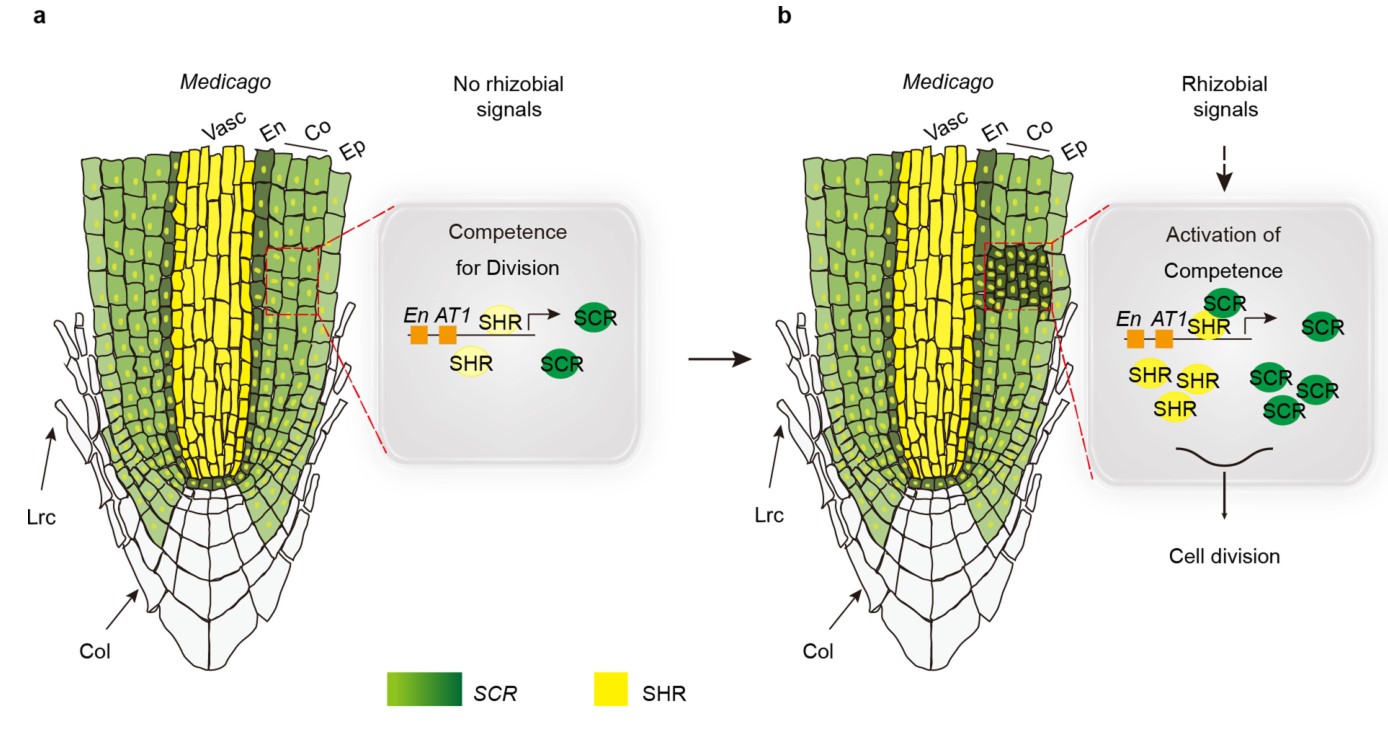 a
Medicago
No rhizobial
signals
Vasc
En
Co
Ep
Competence
for Division
En AT1
SHR
SCR
SHR
SCR
Lrc
Col
b
Medicago
Rhizobial
signals
Vasc
En
Co
Ep
Activation of
Competence
SCR
En AT1
SHR
SCR
SHR
SHR
SCR
SCR
SHR
SCR
Lrc
Cell division
Col
SCR
SHR